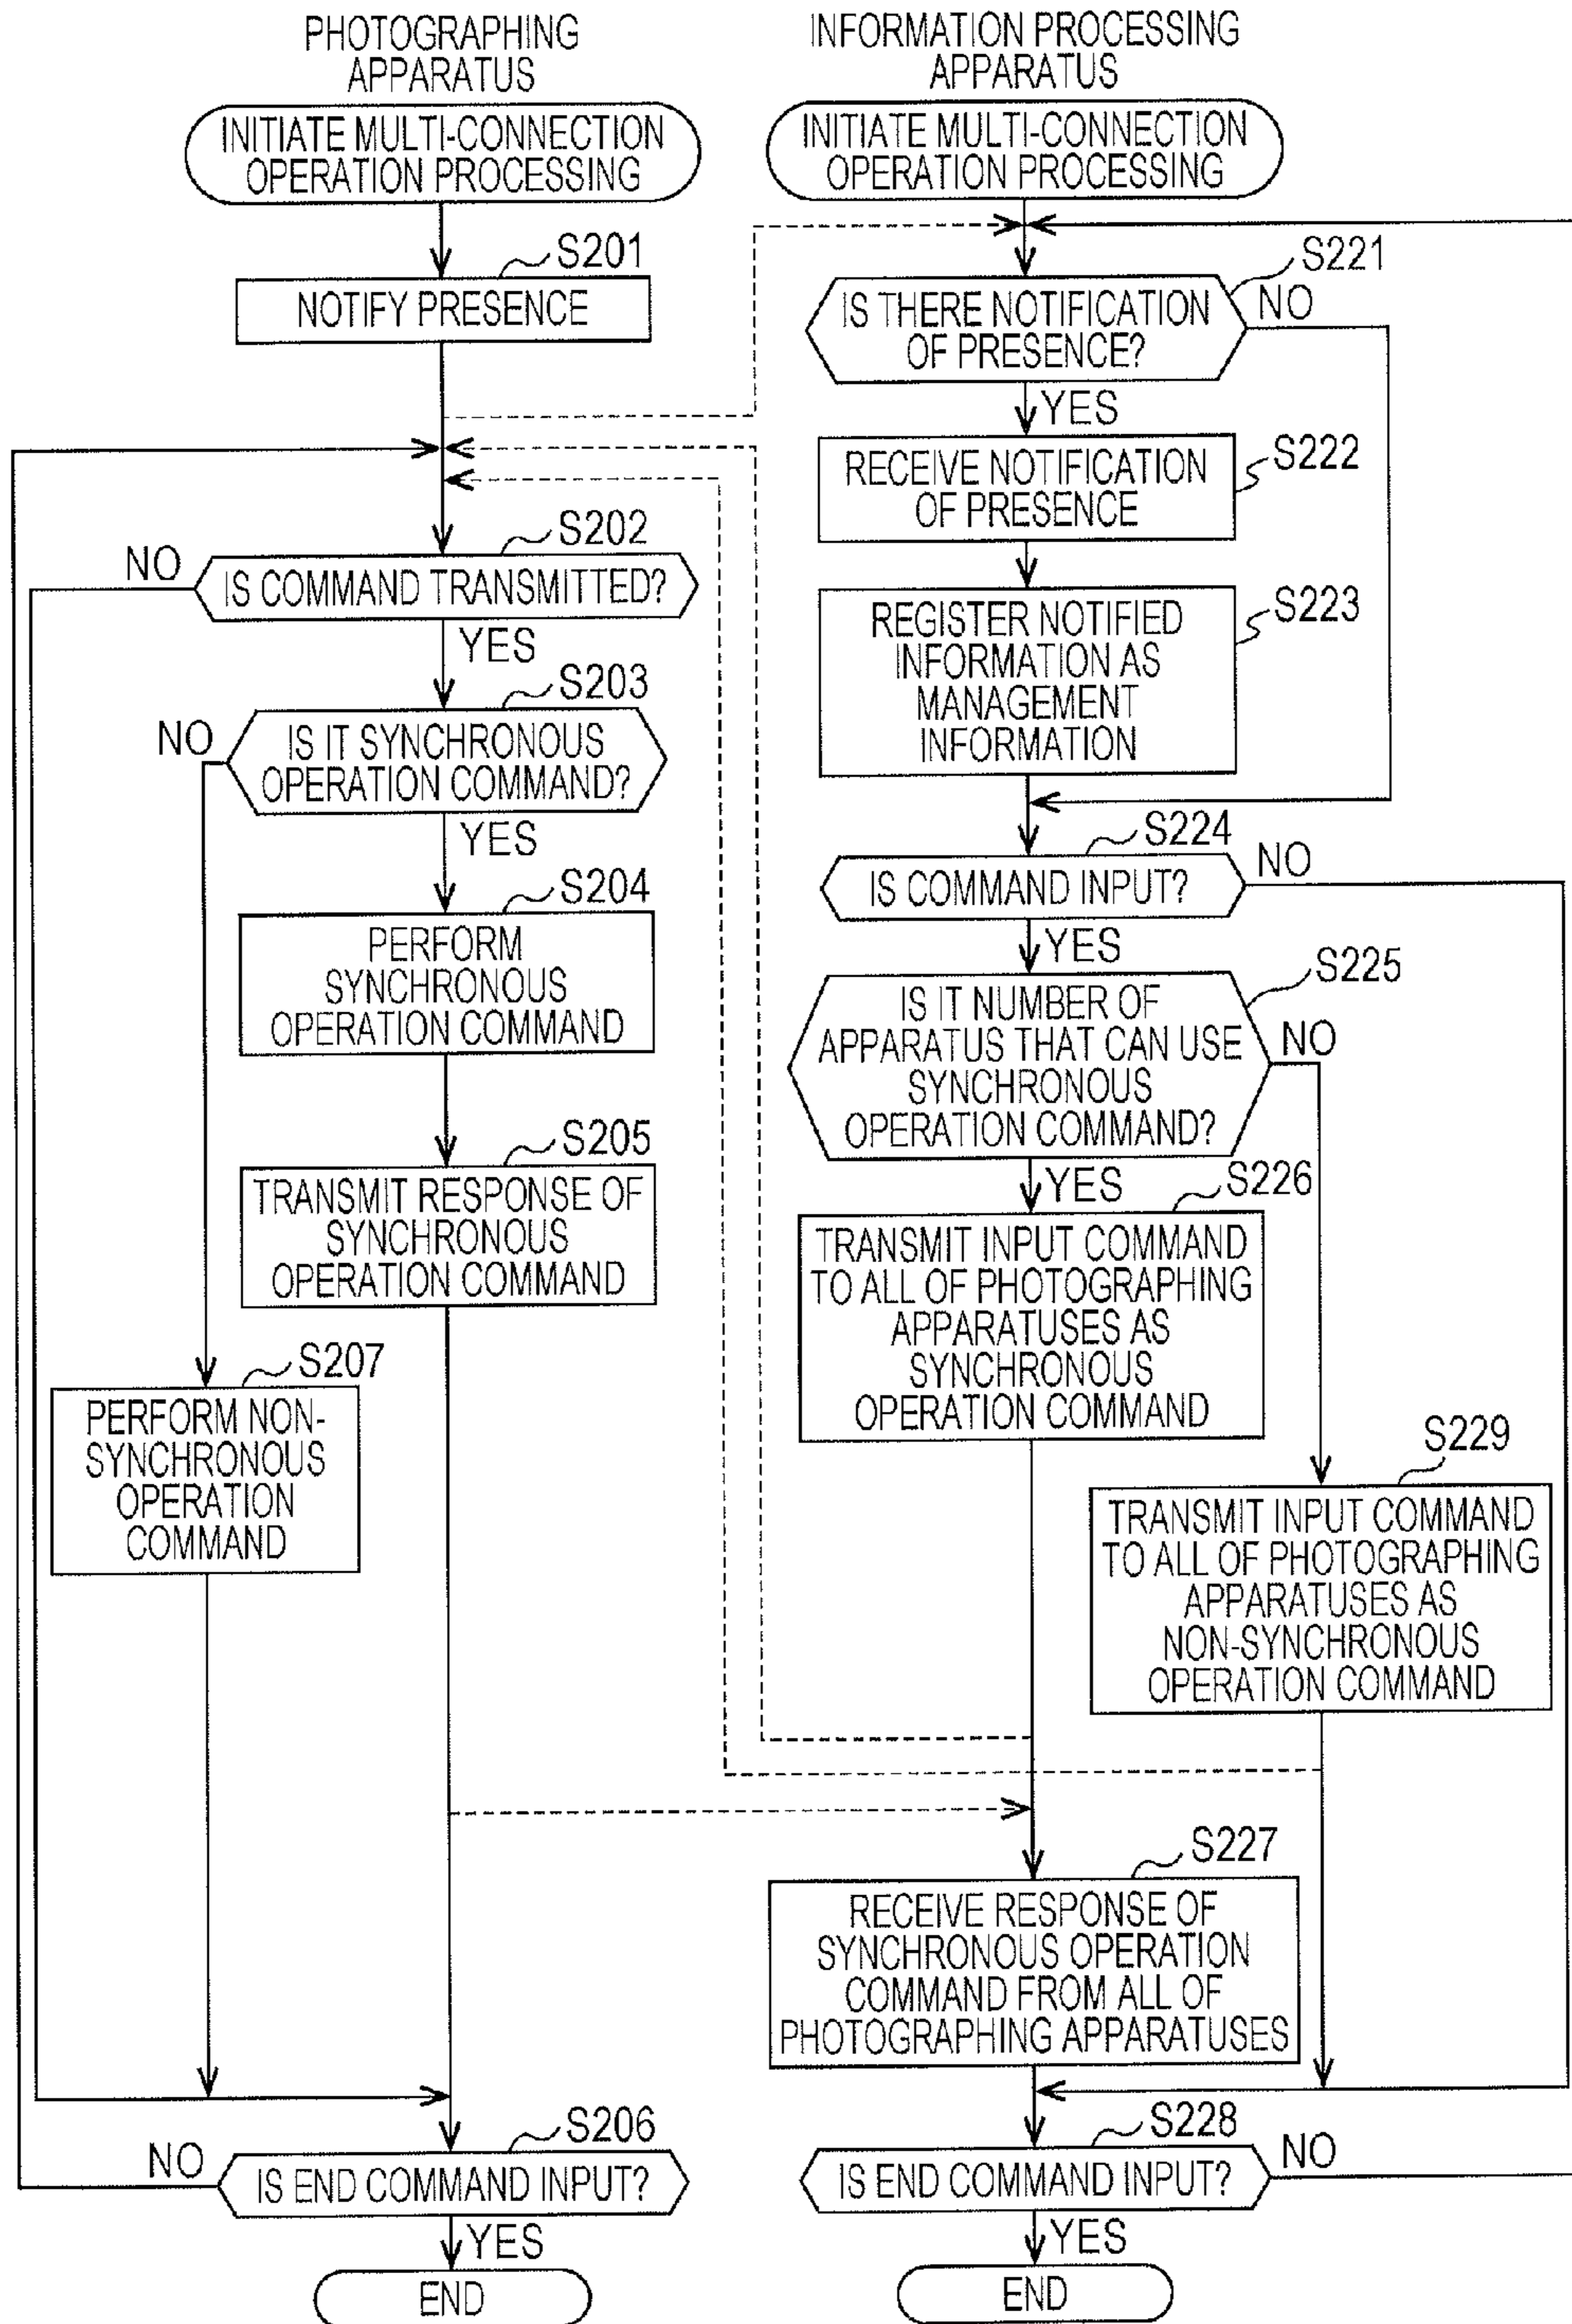 PHOTOGRAPHING
APPARATUS
INITIATE MULTI-CONNECTION
OPERATION PROCESSING
S201
NOTIFY PRESENCE
S202
NO
IS COMMAND TRANSMITTED?
YES
S203
NO
IS IT SYNCHRONOUS
OPERATION COMMAND?
YES
S204
PERFORM
SYNCHRONOUS
OPERATION COMMAND
S205
TRANSMIT RESPONSE OF
SYNCHRONOUS
OPERATION COMMAND
S207
PERFORM NON-
SYNCHRONOUS
OPERATION
COMMAND
S206
NO
IS END COMMAND INPUT?
YES
END
INFORMATION PROCESSING
APPARATUS
INITIATE MULTI-CONNECTION
OPERATION PROCESSING
S221
IS THERE NOTIFICATION
OF PRESENCE?
NO
YES
S222
RECEIVE NOTIFICATION
OF PRESENCE
S223
REGISTER NOTIFIED
INFORMATION AS
MANAGEMENT
INFORMATION
S224
IS COMMAND INPUT?
NO
YES
S225
IS IT NUMBER OF
APPARATUS THAT CAN USE
SYNCHRONOUS
OPERATION COMMAND?
NO
YES
S226
TRANSMIT INPUT COMMAND
TO ALL OF PHOTOGRAPHING
APPARATUSES AS
SYNCHRONOUS
OPERATION COMMAND
S229
TRANSMIT INPUT COMMAND
TO ALL OF PHOTOGRAPHING
APPARATUSES AS
NON-SYNCHRONOUS
OPERATION COMMAND
S227
RECEIVE RESPONSE OF
SYNCHRONOUS OPERATION
COMMAND FROM ALL OF
PHOTOGRAPHING APPARATUSES
S228
IS END COMMAND INPUT?
NO
YES
END